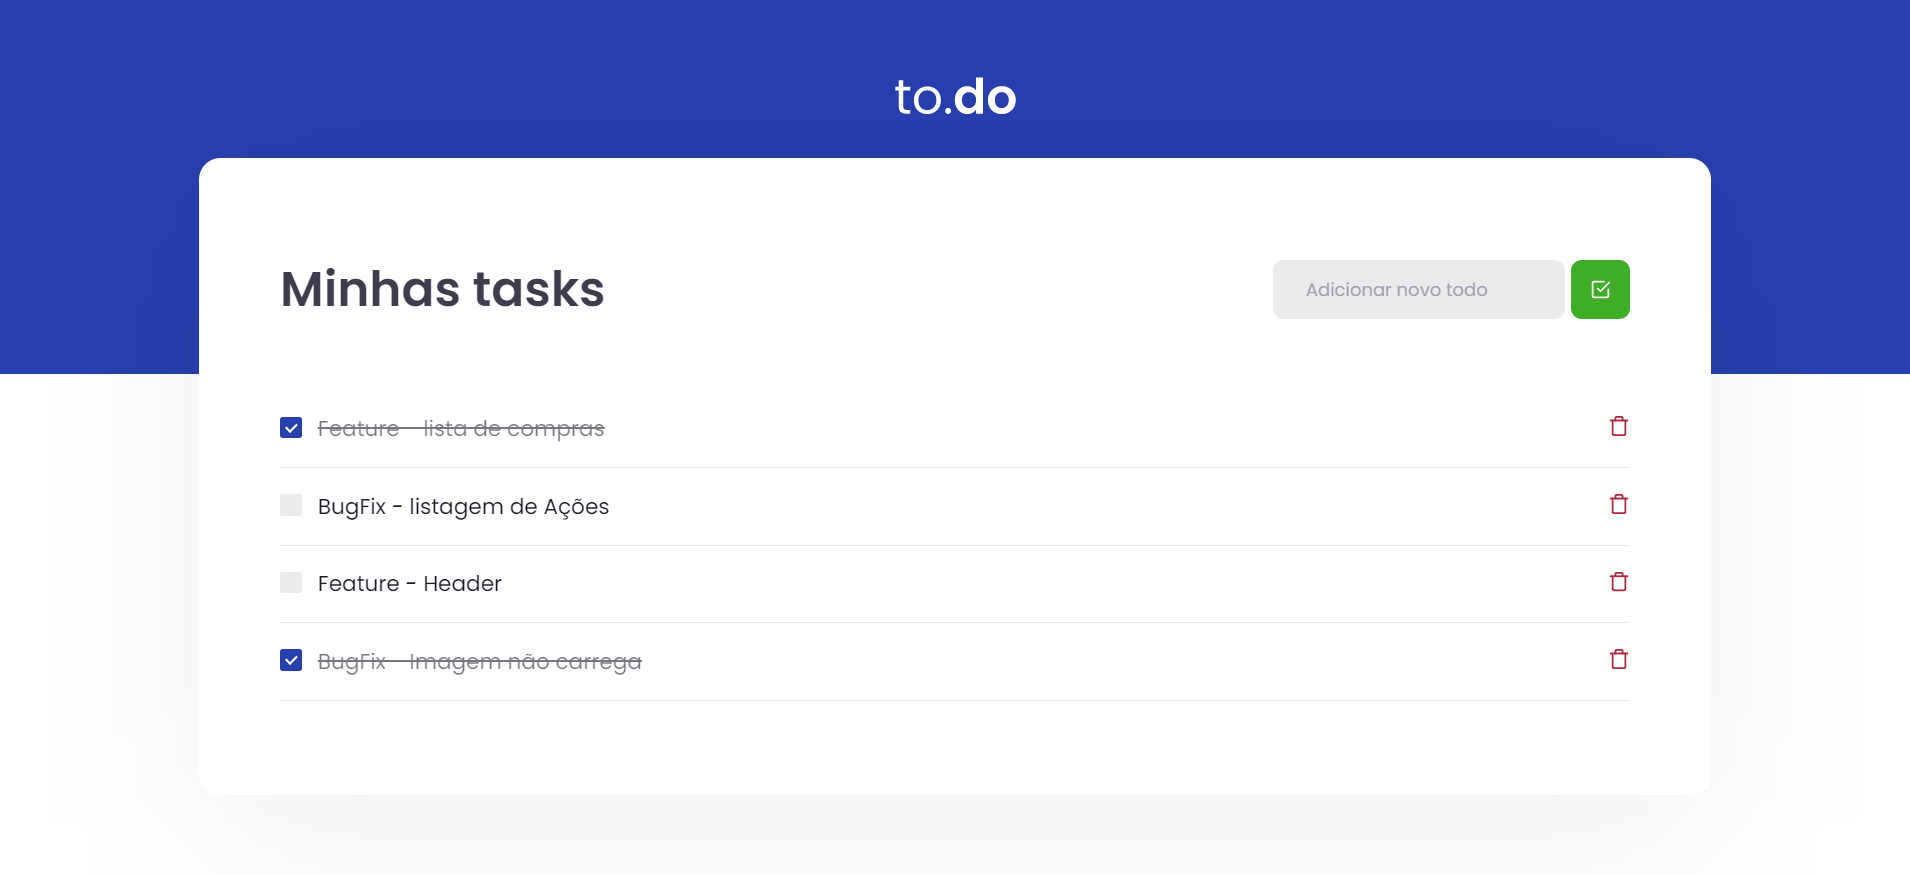 to.do
Minhas tasks
Adicionar novo todo
Feature - lista de compras
BugFix - listagem de Ações
Feature - Header
BugFix - Imagem não carrega